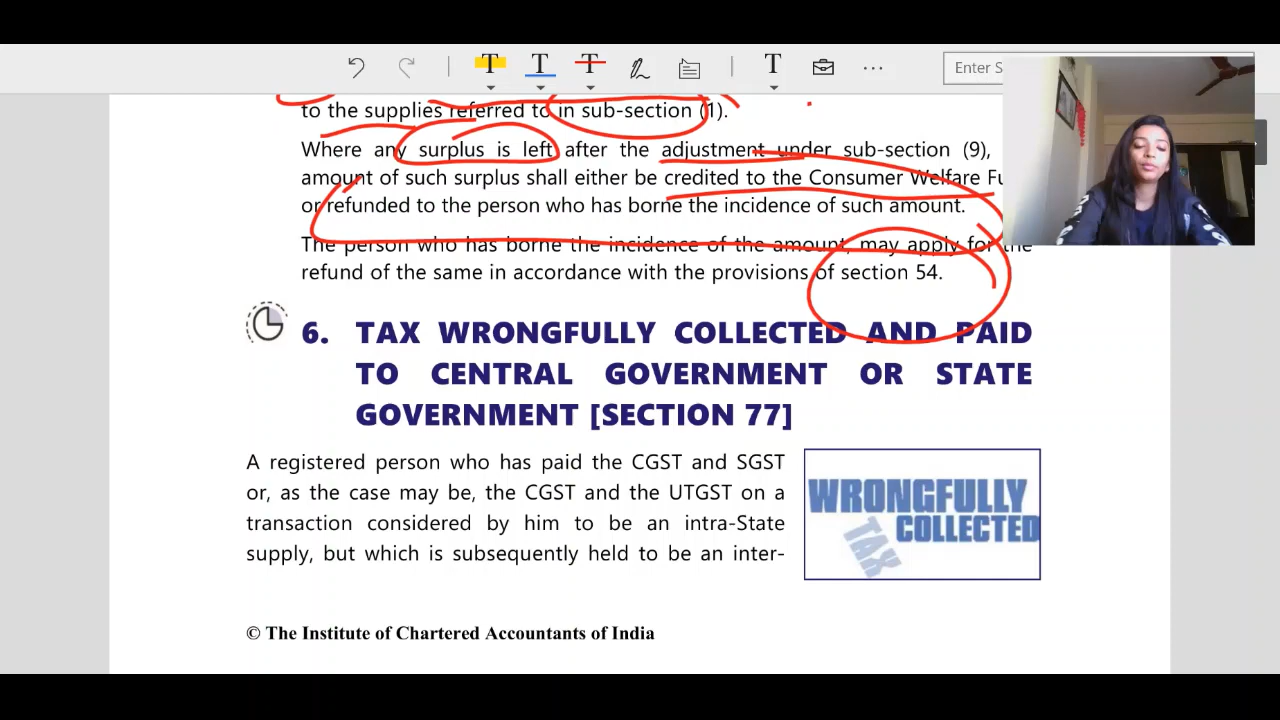 T T T T ...
Enter S
to the supplies referred to in sub-section (1).
Where any surplus is left after the adjustment under sub-section (9),
amount of such surplus shall either be credited to the Consumer Welfare Fu
or refunded to the person who has borne the incidence of such amount.
The person who has borne the incidence of the amount, may apply for the
refund of the same in accordance with the provisions of section 54.
6. TAX WRONGFULLY COLLECTED AND PAID
TO CENTRAL GOVERNMENT OR STATE
GOVERNMENT [SECTION 77]
A registered person who has paid the CGST and SGST
or, as the case may be, the CGST and the UTGST on a
transaction considered by him to be an intra-State
supply, but which is subsequently held to be an inter-
WRONGFULLY
COLLECTED
TAX
© The Institute of Chartered Accountants of India